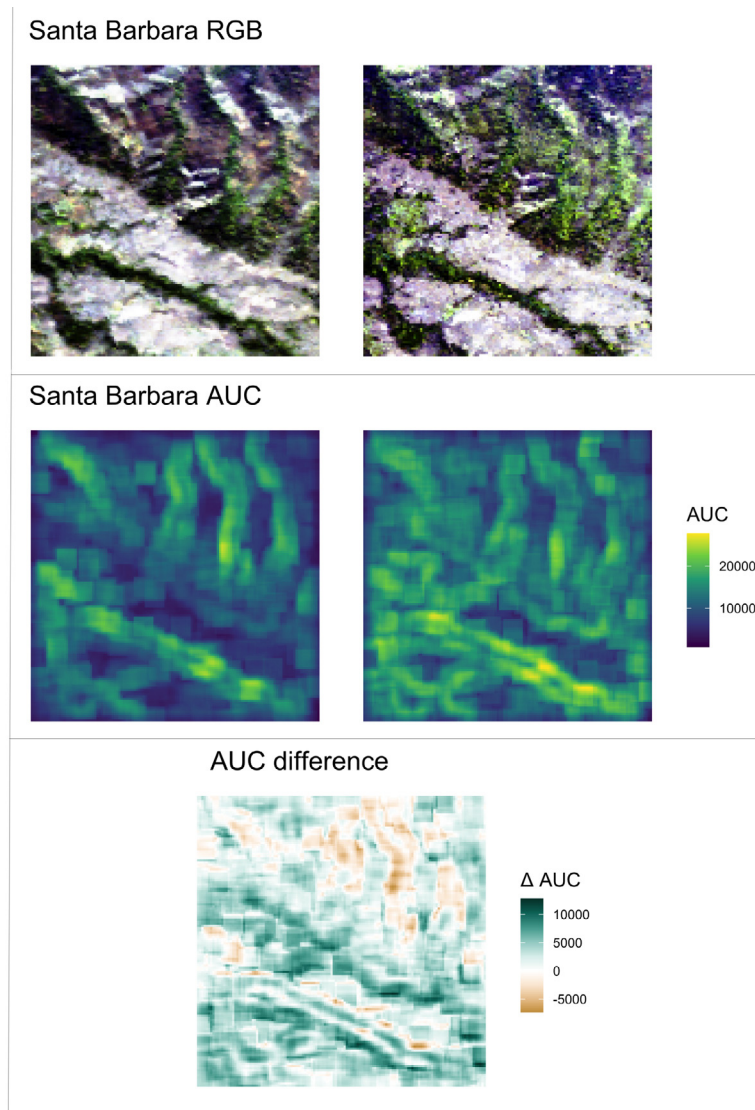 Santa Barbara RGB
Santa Barbara AUC
AUC
20000
10000
AUC difference
Δ AUC
10000
5000
0
-5000